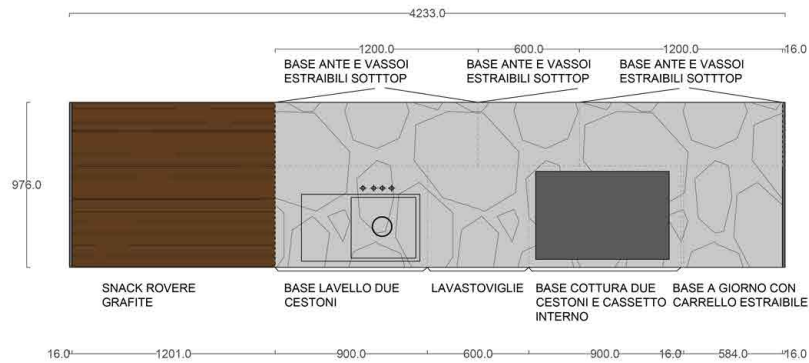 4233.0
1200.0 600.0 1200.0 16.0
BASE ANTE E VASSOI
ESTRAIBILI SOTTTOP
BASE ANTE E VASSOI
ESTRAIBILI SOTTTOP
BASE ANTE E VASSOI
ESTRAIBILI SOTTTOP
976.0
SNACK ROVERE
GRAFITE
BASE LAVELLO DUE
CESTONI
LAVASTOVIGLIE
BASE COTTURA DUE
CESTONI E CASSETTO
INTERNO
BASE A GIORNO CON
CARRELLO ESTRAIBILE
16.0 1201.0 900.0 600.0 900.0 16.0 584.0 16.0